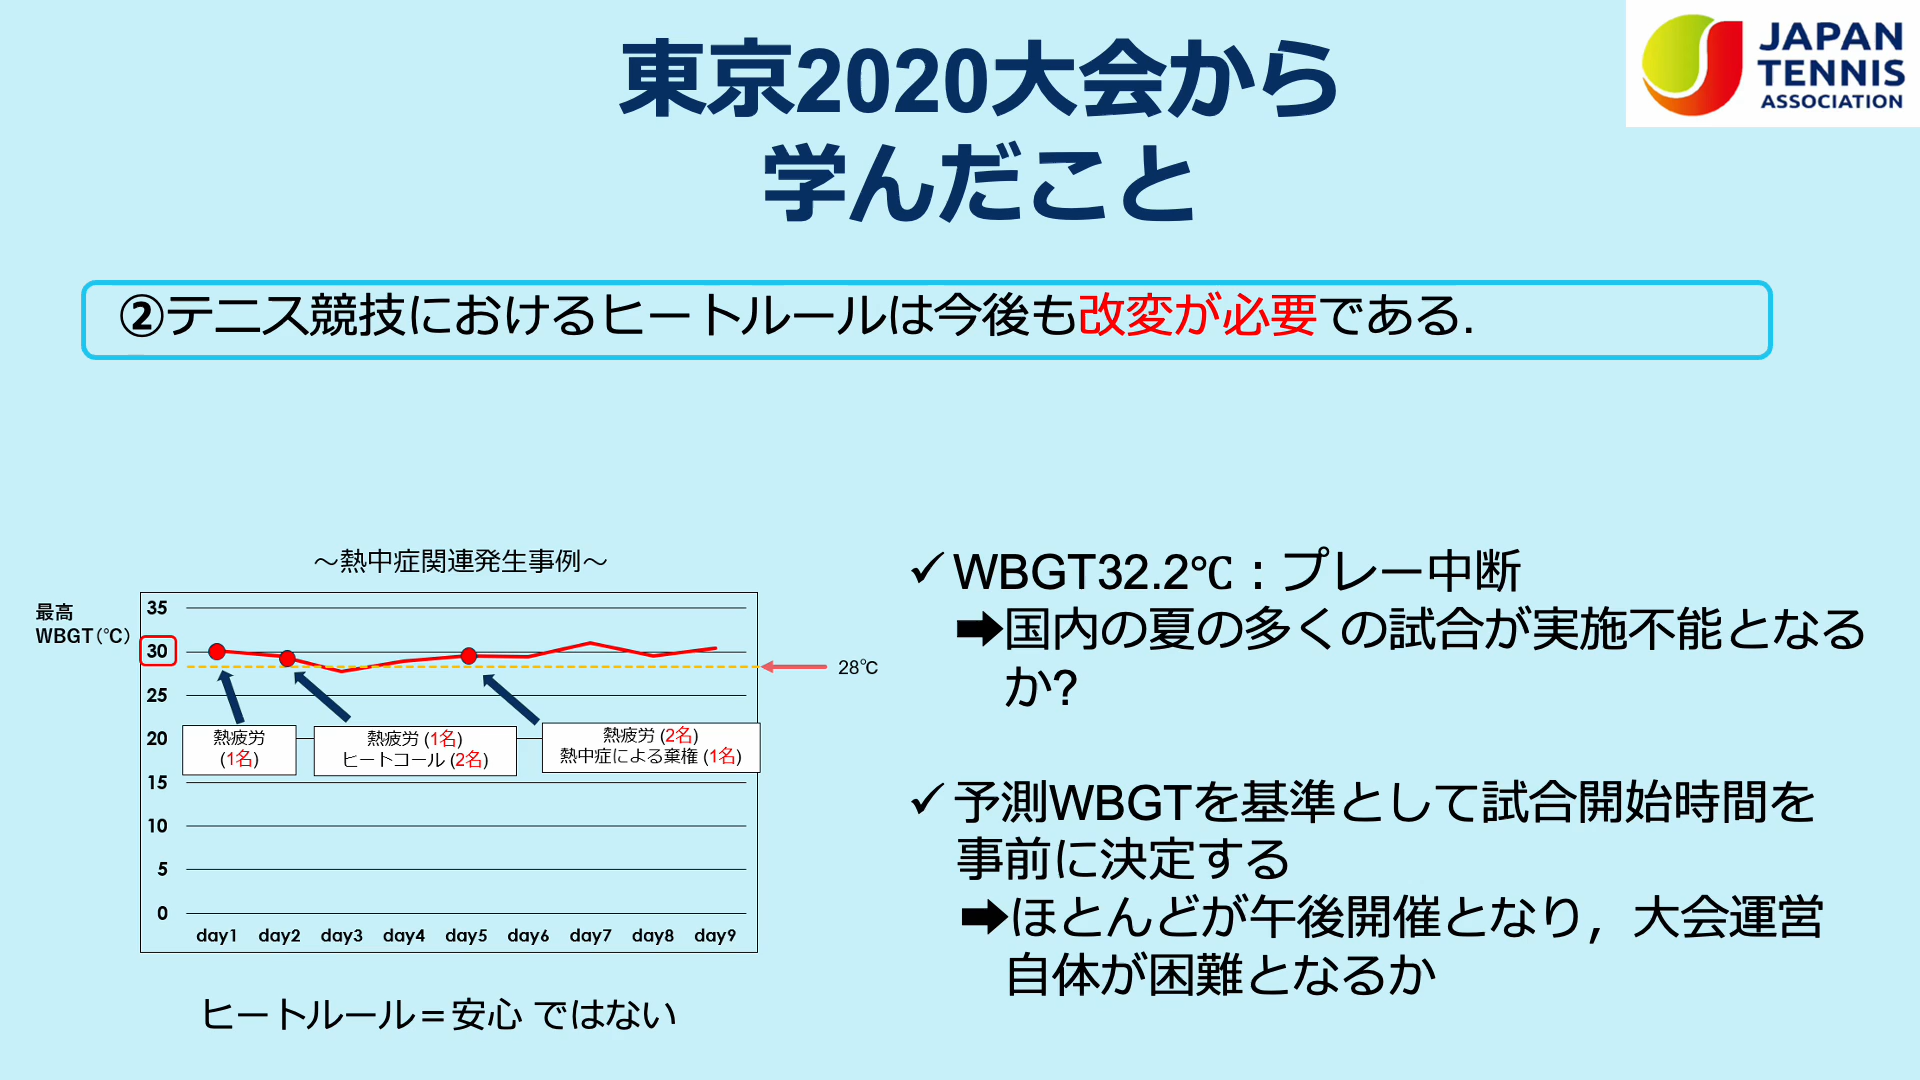 東京2020大会から
学んだこと
JAPAN
TENNIS
ASSOCIATION
②テニス競技におけるヒートルールは今後も改変が必要である.
～熱中症関連発生事例～
最高
WBGT(℃)
35
30
25
20
15
10
5
0
28℃
熱疲労
(1名)
熱疲労 (1名)
ヒートコール (2名)
熱疲労 (2名)
熱中症による棄権 (1名)
day1 day2 day3 day4 day5 day6 day7 day8 day9
ヒートルール＝安心 ではない
✓WBGT32.2℃：プレー中断
➡国内の夏の多くの試合が実施不能となる
か?
✓予測WBGTを基準として試合開始時間を
事前に決定する
➡ほとんどが午後開催となり，大会運営
自体が困難となるか